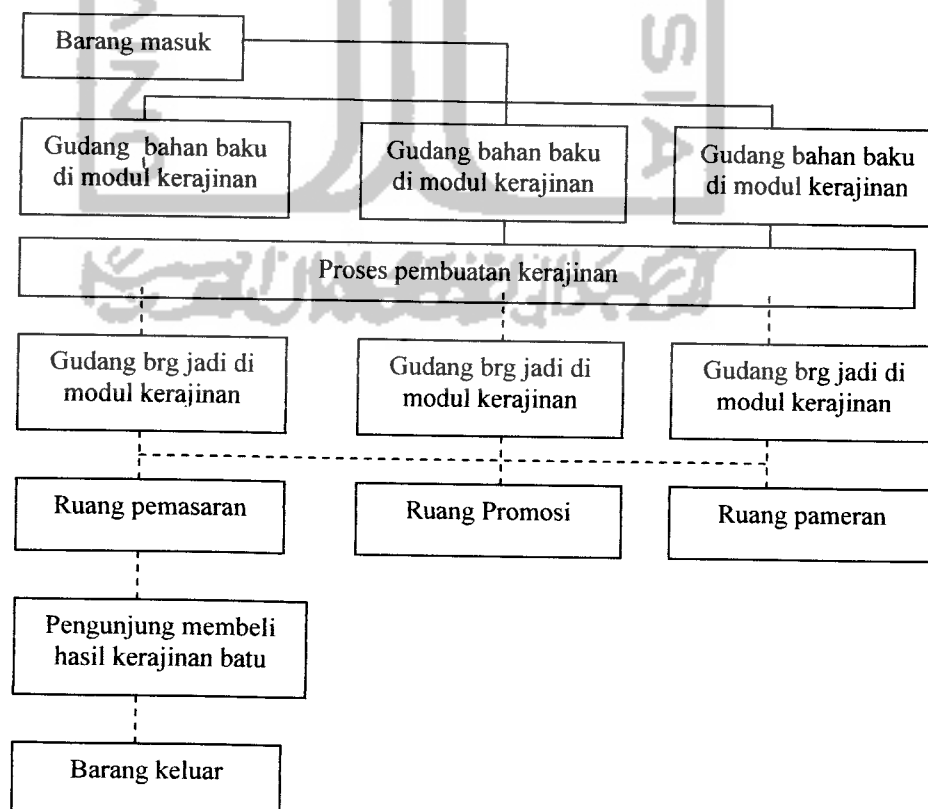 Barang masuk
Gudang bahan baku
di modul kerajinan
Gudang bahan baku
di modul kerajinan
Gudang bahan baku
di modul kerajinan
Proses pembuatan kerajinan
Gudang brg jadi di
modul kerajinan
Gudang brg jadi di
modul kerajinan
Gudang brg jadi di
modul kerajinan
Ruang pemasaran
Ruang Promosi
Ruang pameran
Pengunjung membeli
hasil kerajinan batu
Barang keluar